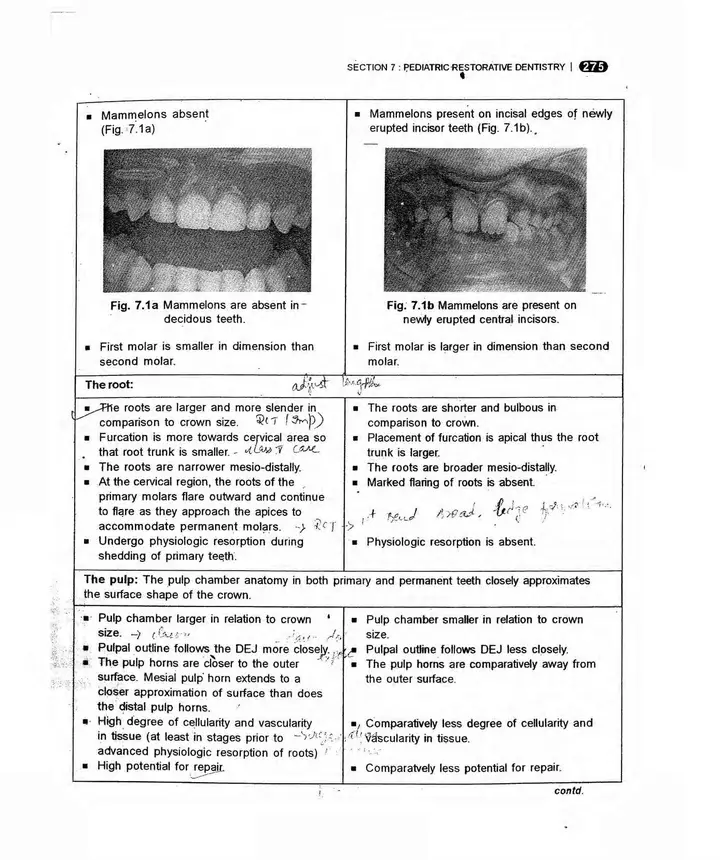 SECTION 7 : PEDIATRIC RESTORATIVE DENTISTRY | 275
■ Mammelons absent
(Fig. 7.1a)
■ Mammelons present on incisal edges of newly
erupted incisor teeth (Fig. 7.1b).
Fig. 7.1a Mammelons are absent in
decidous teeth.
Fig. 7.1b Mammelons are present on
newly erupted central incisors.
■ First molar is smaller in dimension than
second molar.
■ First molar is larger in dimension than second
molar.
The root:
adjust length
■ The roots are larger and more slender in
comparison to crown size. RCT (Imp)
■ Furcation is more towards cervical area so
that root trunk is smaller. - class V case
■ The roots are narrower mesio-distally.
■ At the cervical region, the roots of the
primary molars flare outward and continue
to flare as they approach the apices to
accommodate permanent molars. → RCT →
■ Undergo physiologic resorption during
shedding of primary teeth.
■ The roots are shorter and bulbous in
comparison to crown.
■ Placement of furcation is apical thus the root
trunk is larger.
■ The roots are broader mesio-distally.
■ Marked flaring of roots is absent.
ledge formation
■ Physiologic resorption is absent.
The pulp: The pulp chamber anatomy in both primary and permanent teeth closely approximates
the surface shape of the crown.
■ Pulp chamber larger in relation to crown
size. →
■ Pulpal outline follows the DEJ more closely.
■ The pulp horns are closer to the outer
surface. Mesial pulp horn extends to a
closer approximation of surface than does
the distal pulp horns.
■ High degree of cellularity and vascularity
in tissue (at least in stages prior to
advanced physiologic resorption of roots)
■ High potential for repair.
■ Pulp chamber smaller in relation to crown
size.
■ Pulpal outline follows DEJ less closely.
■ The pulp horns are comparatively away from
the outer surface.
■ Comparatively less degree of cellularity and
vascularity in tissue.
■ Comparatvely less potential for repair.
contd.